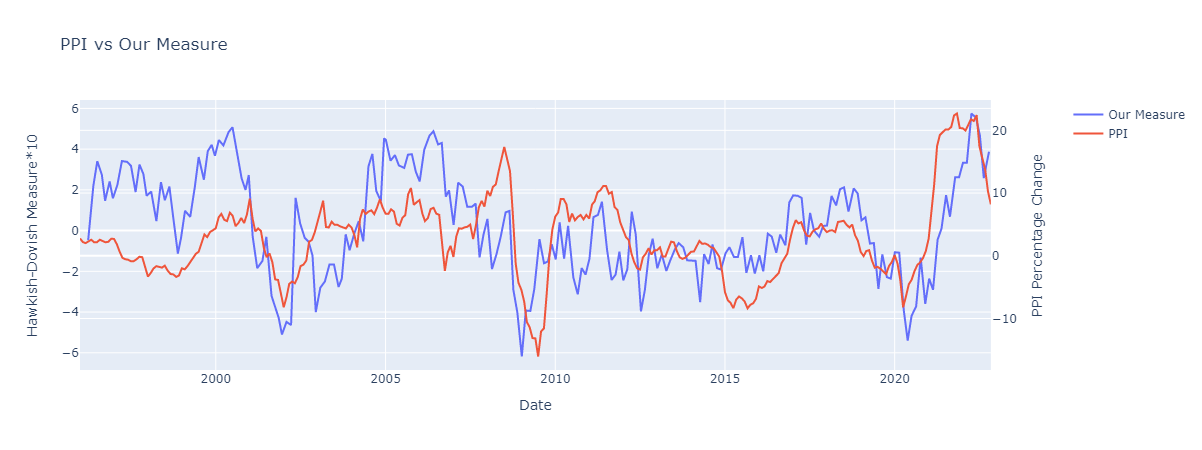 PPI vs Our Measure
Our Measure
PPI
Hawkish-Dovish Measure*10
6
4
2
0
−2
−4
−6
20
10
0
−10
PPI Percentage Change
2000
2005
2010
2015
2020
Date